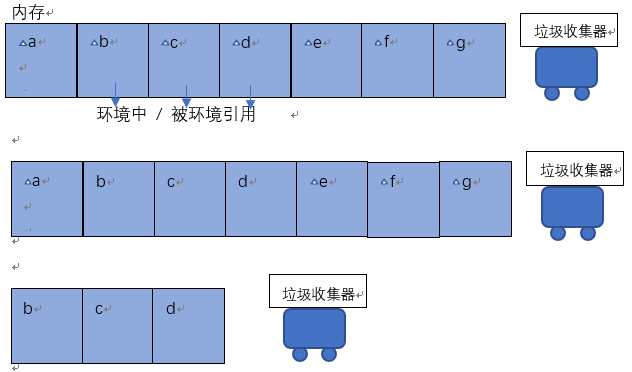 内存
a b c d e f g 垃圾收集器
环境中 / 被环境引用
a b c d e f g 垃圾收集器
b c d 垃圾收集器